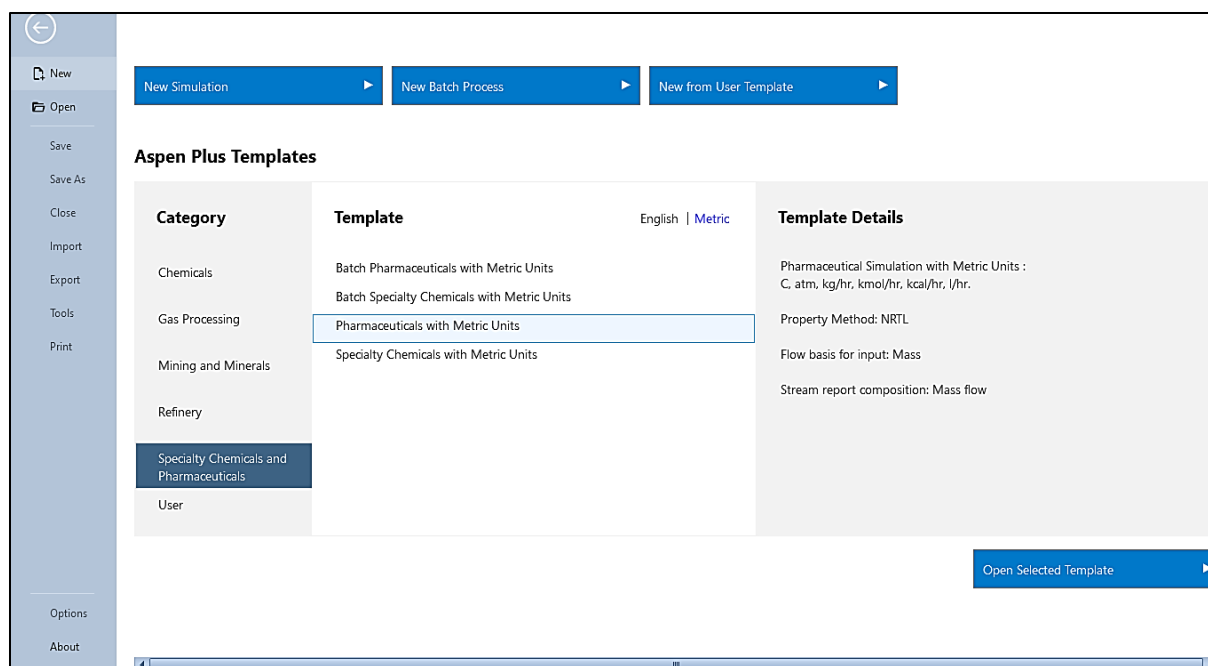 New
Open
Save
Save As
Close
Import
Export
Tools
Print
Options
About
New Simulation
New Batch Process
New from User Template
Aspen Plus Templates
Category
Chemicals
Gas Processing
Mining and Minerals
Refinery
Specialty Chemicals and
Pharmaceuticals
User
Template
English | Metric
Batch Pharmaceuticals with Metric Units
Batch Specialty Chemicals with Metric Units
Pharmaceuticals with Metric Units
Specialty Chemicals with Metric Units
Template Details
Pharmaceutical Simulation with Metric Units :
C, atm, kg/hr, kmol/hr, kcal/hr, l/hr.
Property Method: NRTL
Flow basis for input: Mass
Stream report composition: Mass flow
Open Selected Template